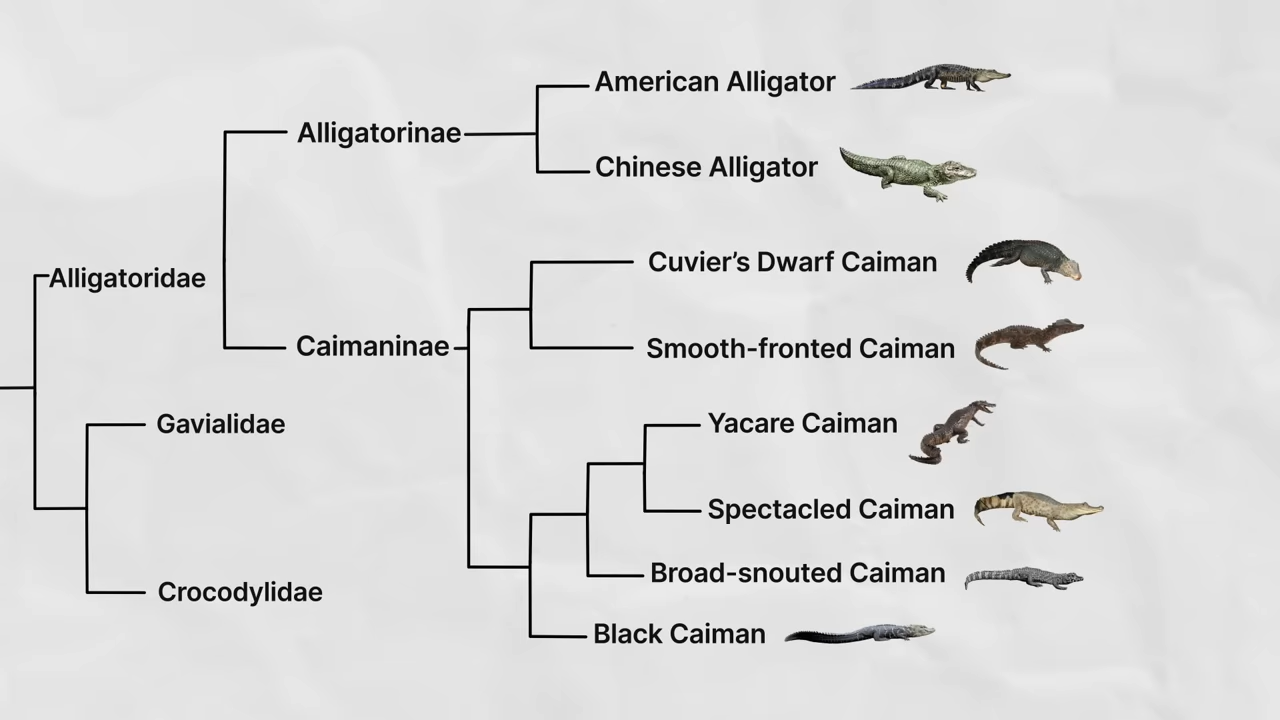 American Alligator
Alligatorinae
Chinese Alligator
Cuvier’s Dwarf Caiman
Alligatoridae
Caimaninae
Smooth-fronted Caiman
Gavialidae
Yacare Caiman
Spectacled Caiman
Broad-snouted Caiman
Crocodylidae
Black Caiman